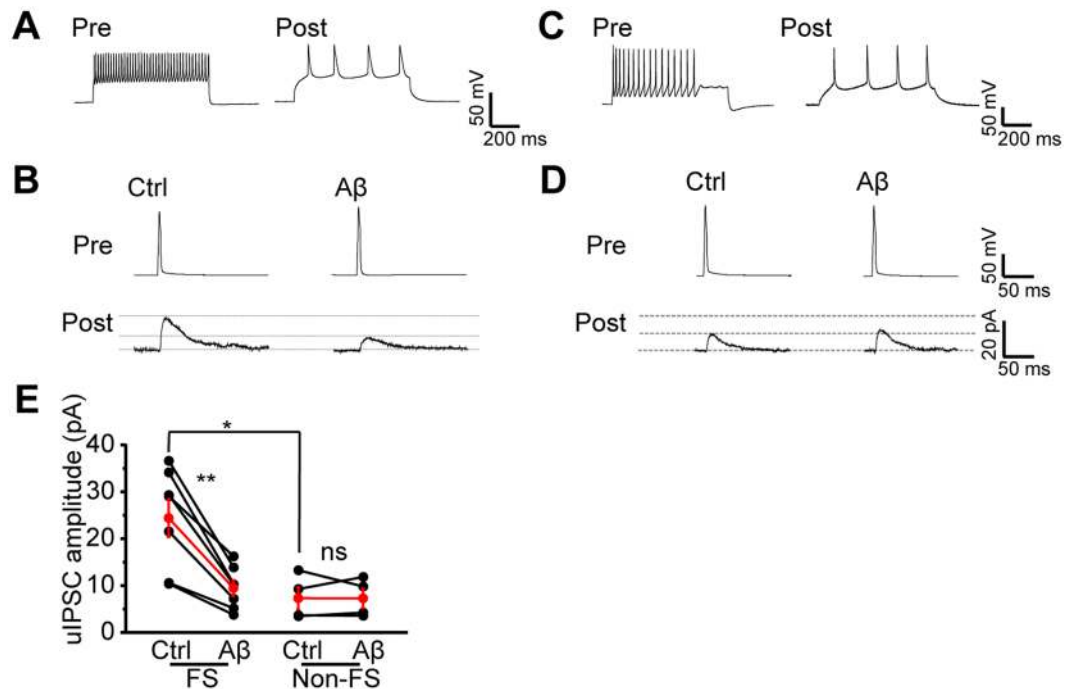 A Pre Post
50 mV
200 ms
B Ctrl Aβ
Pre
Post
C Pre Post
50 mV
200 ms
D Ctrl Aβ
Pre
50 mV
50 ms
Post
20 pA
50 ms
E
uIPSC amplitude (pA)
40
30
20
10
0
*
**
ns
Ctrl Aβ Ctrl Aβ
FS Non-FS